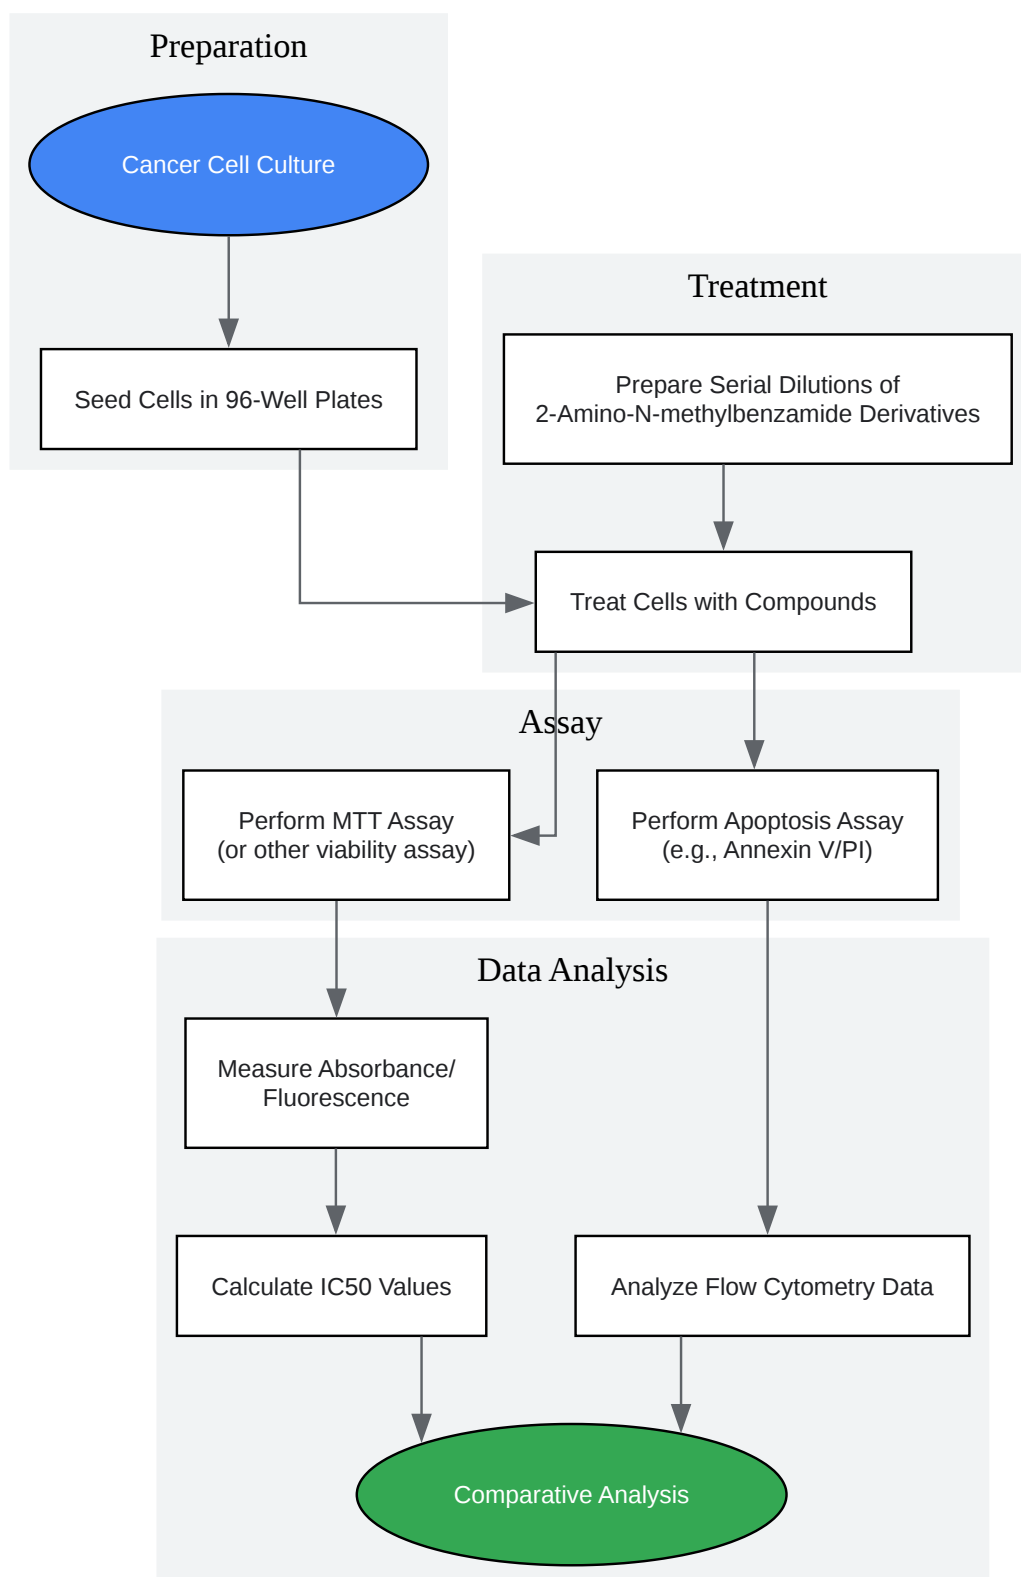 Preparation
Cancer Cell Culture
Seed Cells in 96-Well Plates
Treatment
Prepare Serial Dilutions of
2-Amino-N-methylbenzamide Derivatives
Treat Cells with Compounds
Assay
Perform MTT Assay
(or other viability assay)
Perform Apoptosis Assay
(e.g., Annexin V/PI)
Data Analysis
Measure Absorbance/
Fluorescence
Calculate IC50 Values
Analyze Flow Cytometry Data
Comparative Analysis